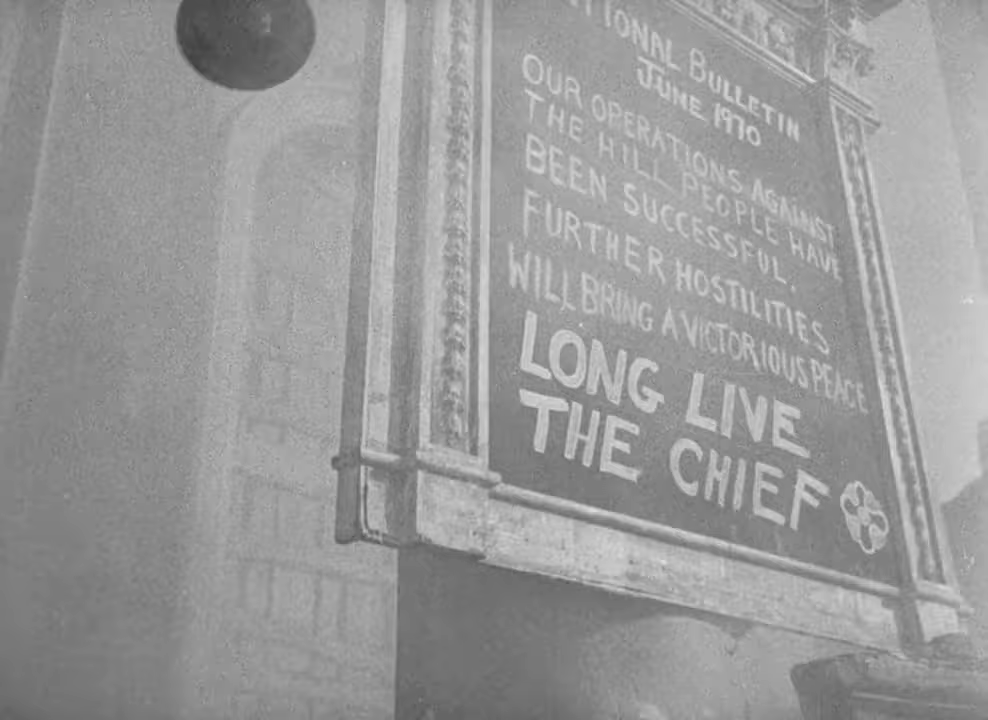 TIONAL BULLETIN
JUNE 1970
OUR OPERATIONS AGAINST
THE HILL PEOPLE HAVE
BEEN SUCCESSFUL.
FURTHER HOSTILITIES
WILL BRING A VICTORIOUS PEACE
LONG LIVE
THE CHIEF